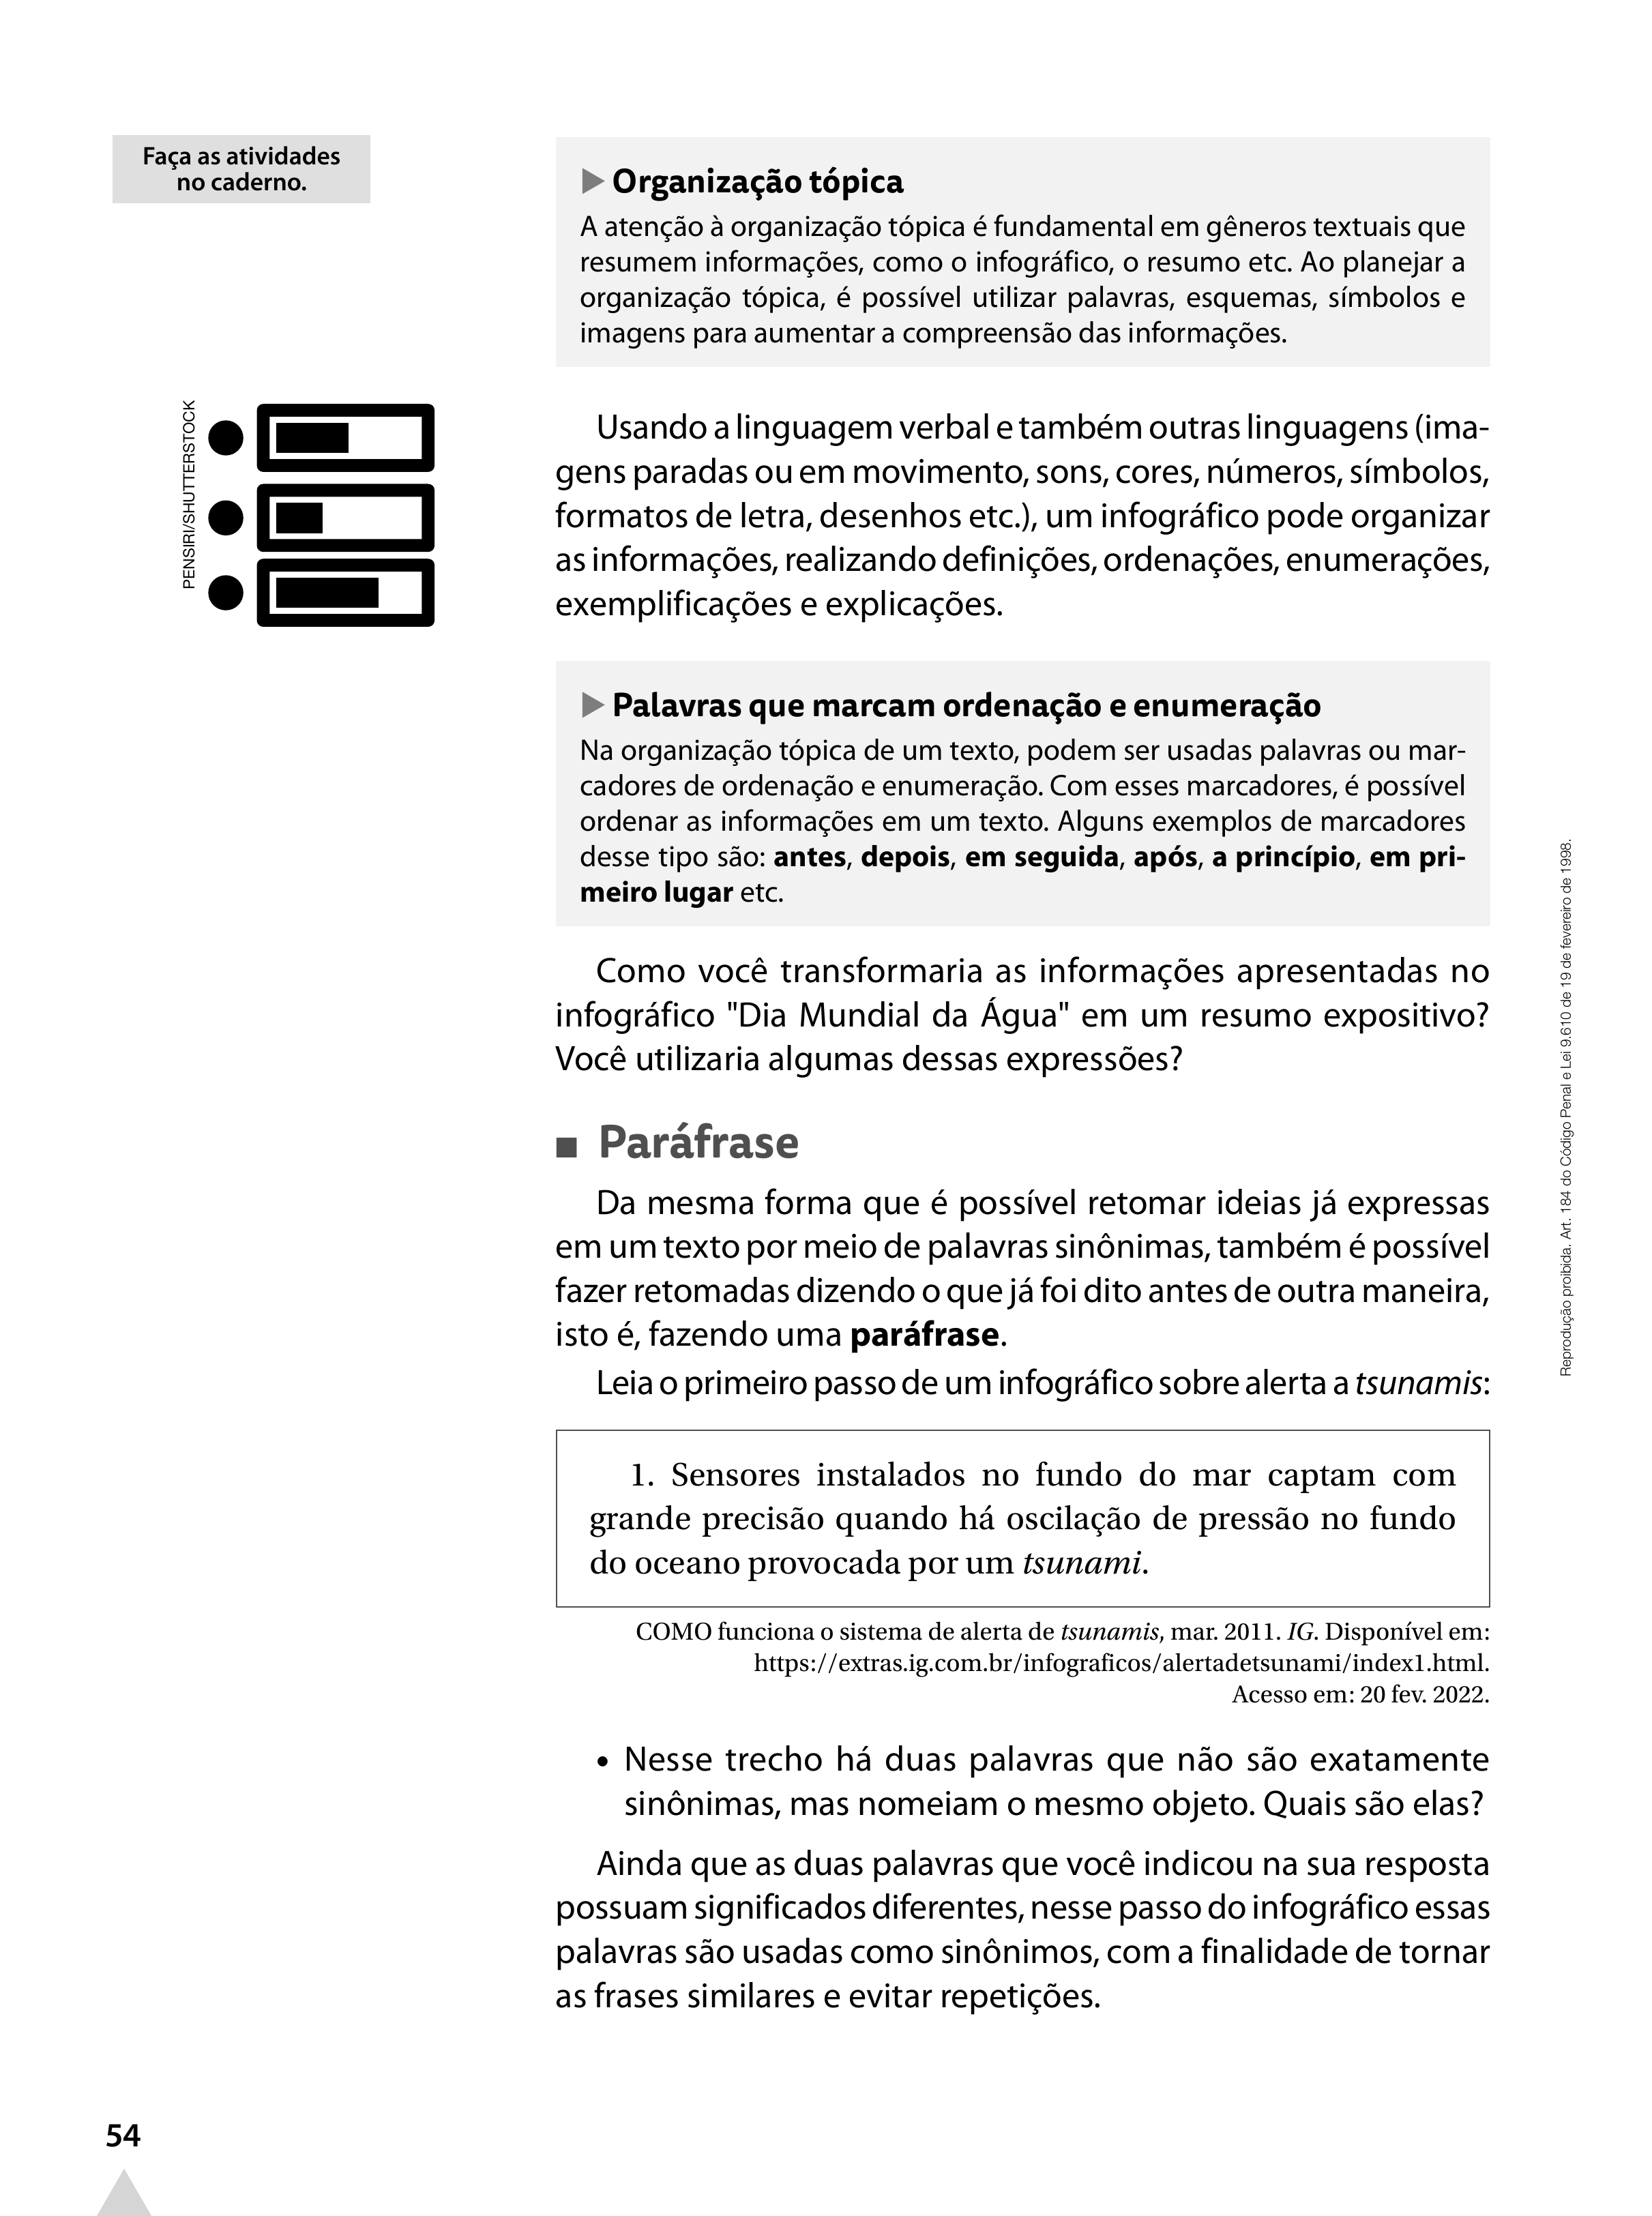 Faça as atividades
no caderno.
Organização tópica
A atenção à organização tópica é fundamental em gêneros textuais que
resumem informações, como o infográfico, o resumo etc. Ao planejar a
organização tópica, é possível utilizar palavras, esquemas, símbolos e
imagens para aumentar a compreensão das informações.
PENSIRI/SHUTTERSTOCK
Usando a linguagem verbal e também outras linguagens (ima-
gens paradas ou em movimento, sons, cores, números, símbolos,
formatos de letra, desenhos etc.), um infográfico pode organizar
as informações, realizando definições, ordenações, enumerações,
exemplificações e explicações.
Palavras que marcam ordenação e enumeração
Na organização tópica de um texto, podem ser usadas palavras ou mar-
cadores de ordenação e enumeração. Com esses marcadores, é possível
ordenar as informações em um texto. Alguns exemplos de marcadores
desse tipo são: antes, depois, em seguida, após, a princípio, em pri-
meiro lugar etc.
Como você transformaria as informações apresentadas no
infográfico "Dia Mundial da Água" em um resumo expositivo?
Você utilizaria algumas dessas expressões?
■ Paráfrase
Da mesma forma que é possível retomar ideias já expressas
em um texto por meio de palavras sinônimas, também é possível
fazer retomadas dizendo o que já foi dito antes de outra maneira,
isto é, fazendo uma paráfrase.
Leia o primeiro passo de um infográfico sobre alerta a tsunamis:
1. Sensores instalados no fundo do mar captam com
grande precisão quando há oscilação de pressão no fundo
do oceano provocada por um tsunami.
COMO funciona o sistema de alerta de tsunamis, mar. 2011. IG. Disponível em:
https://extras.ig.com.br/infograficos/alertadetsunami/index1.html.
Acesso em: 20 fev. 2022.
• Nesse trecho há duas palavras que não são exatamente
sinônimas, mas nomeiam o mesmo objeto. Quais são elas?
Ainda que as duas palavras que você indicou na sua resposta
possuam significados diferentes, nesse passo do infográfico essas
palavras são usadas como sinônimos, com a finalidade de tornar
as frases similares e evitar repetições.
Reprodução proibida. Art. 184 do Código Penal e Lei 9.610 de 19 de fevereiro de 1998.
54